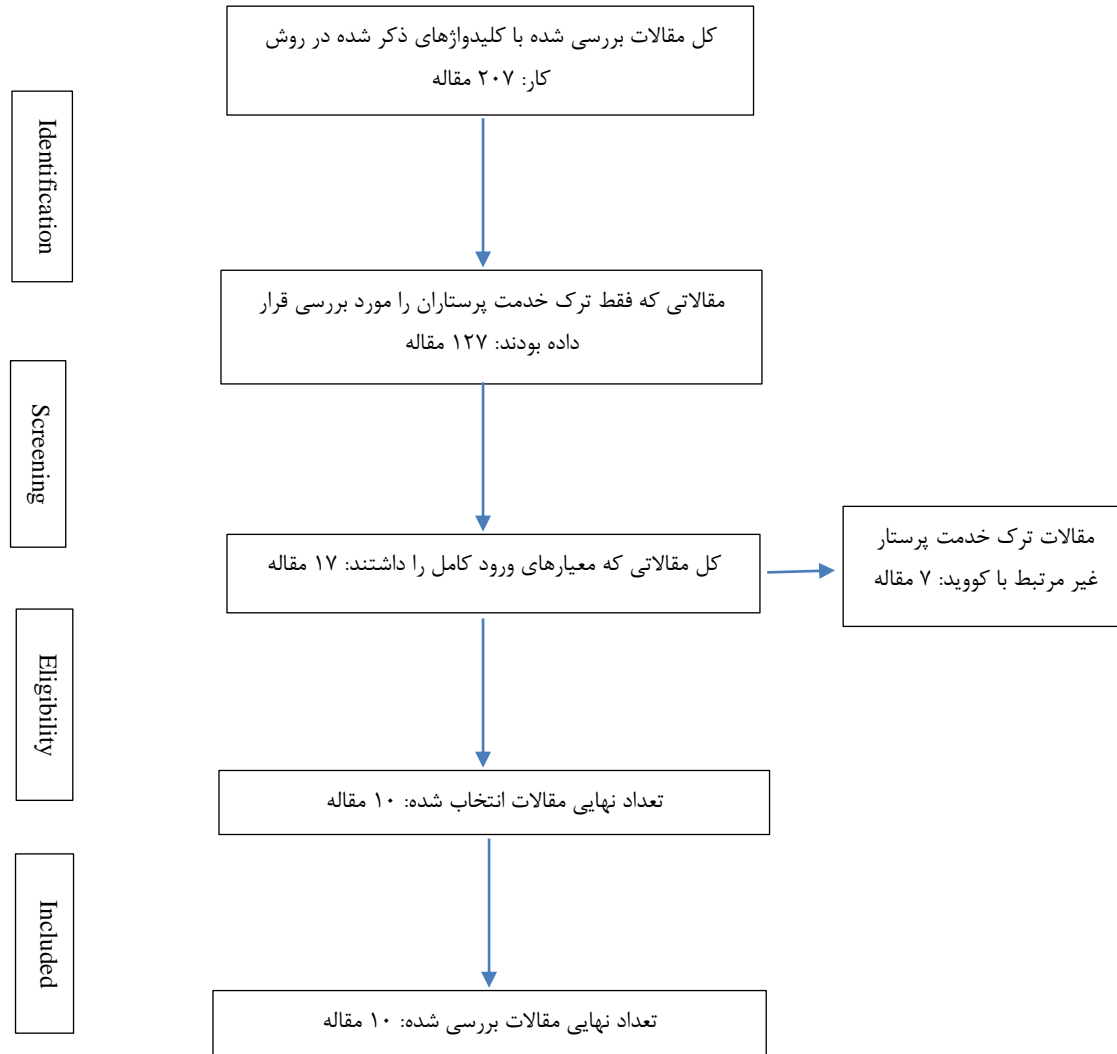 کل مقالات بررسی شده با کلیدواژهای ذکر شده در روش
کار: ۲۰۷ مقاله
Identification
مقالاتی که فقط ترک خدمت پرستاران را مورد بررسی قرار
داده بودند: ۱۲۷ مقاله
Screening
کل مقالاتی که معیارهای ورود کامل را داشتند: ۱۷ مقاله
مقالات ترک خدمت پرستار
غیر مرتبط با کووید: ۷ مقاله
Eligibility
تعداد نهایی مقالات انتخاب شده: ۱۰ مقاله
Included
تعداد نهایی مقالات بررسی شده: ۱۰ مقاله